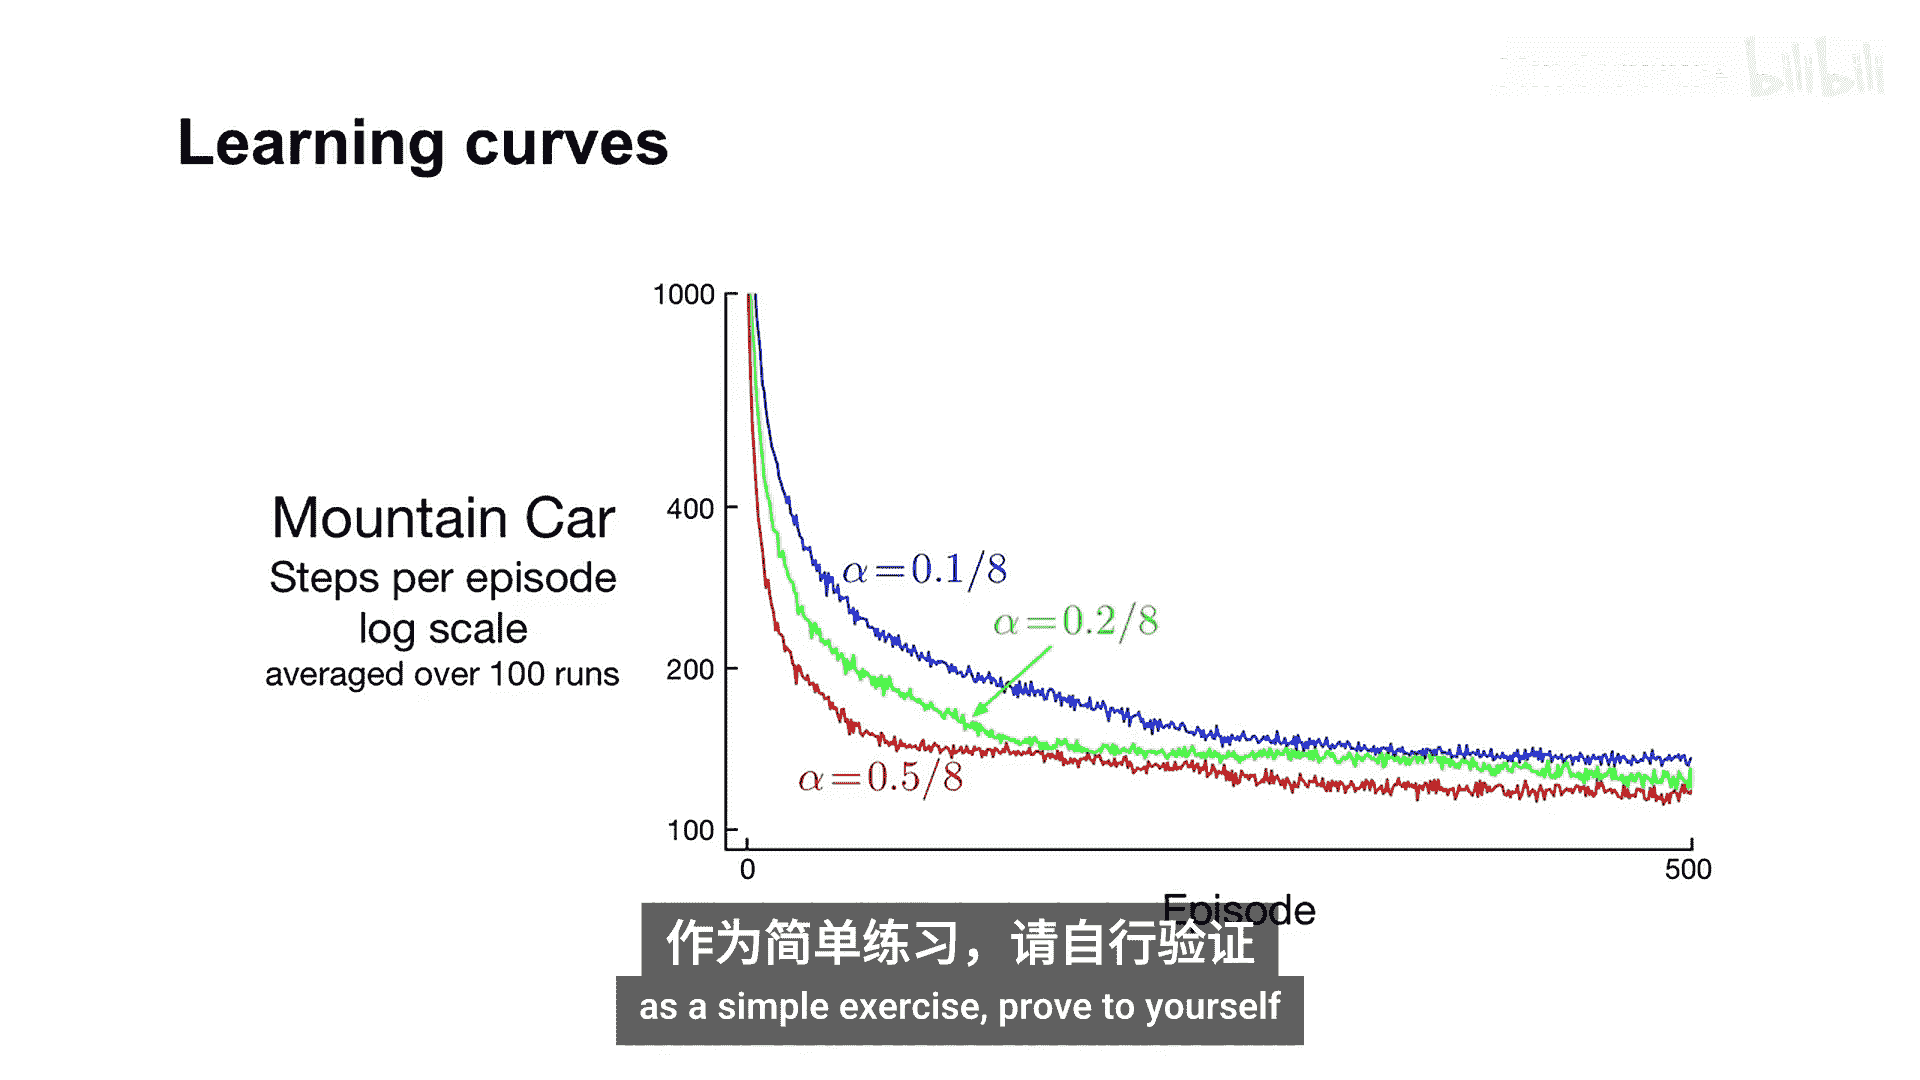 bilibili
Learning curves
1000
400
200
100
Mountain Car
Steps per episode
log scale
averaged over 100 runs
α=0.1/8
α=0.2/8
α=0.5/8
0
500
Episode
作为简单练习，请自行验证
as a simple exercise, prove to yourself